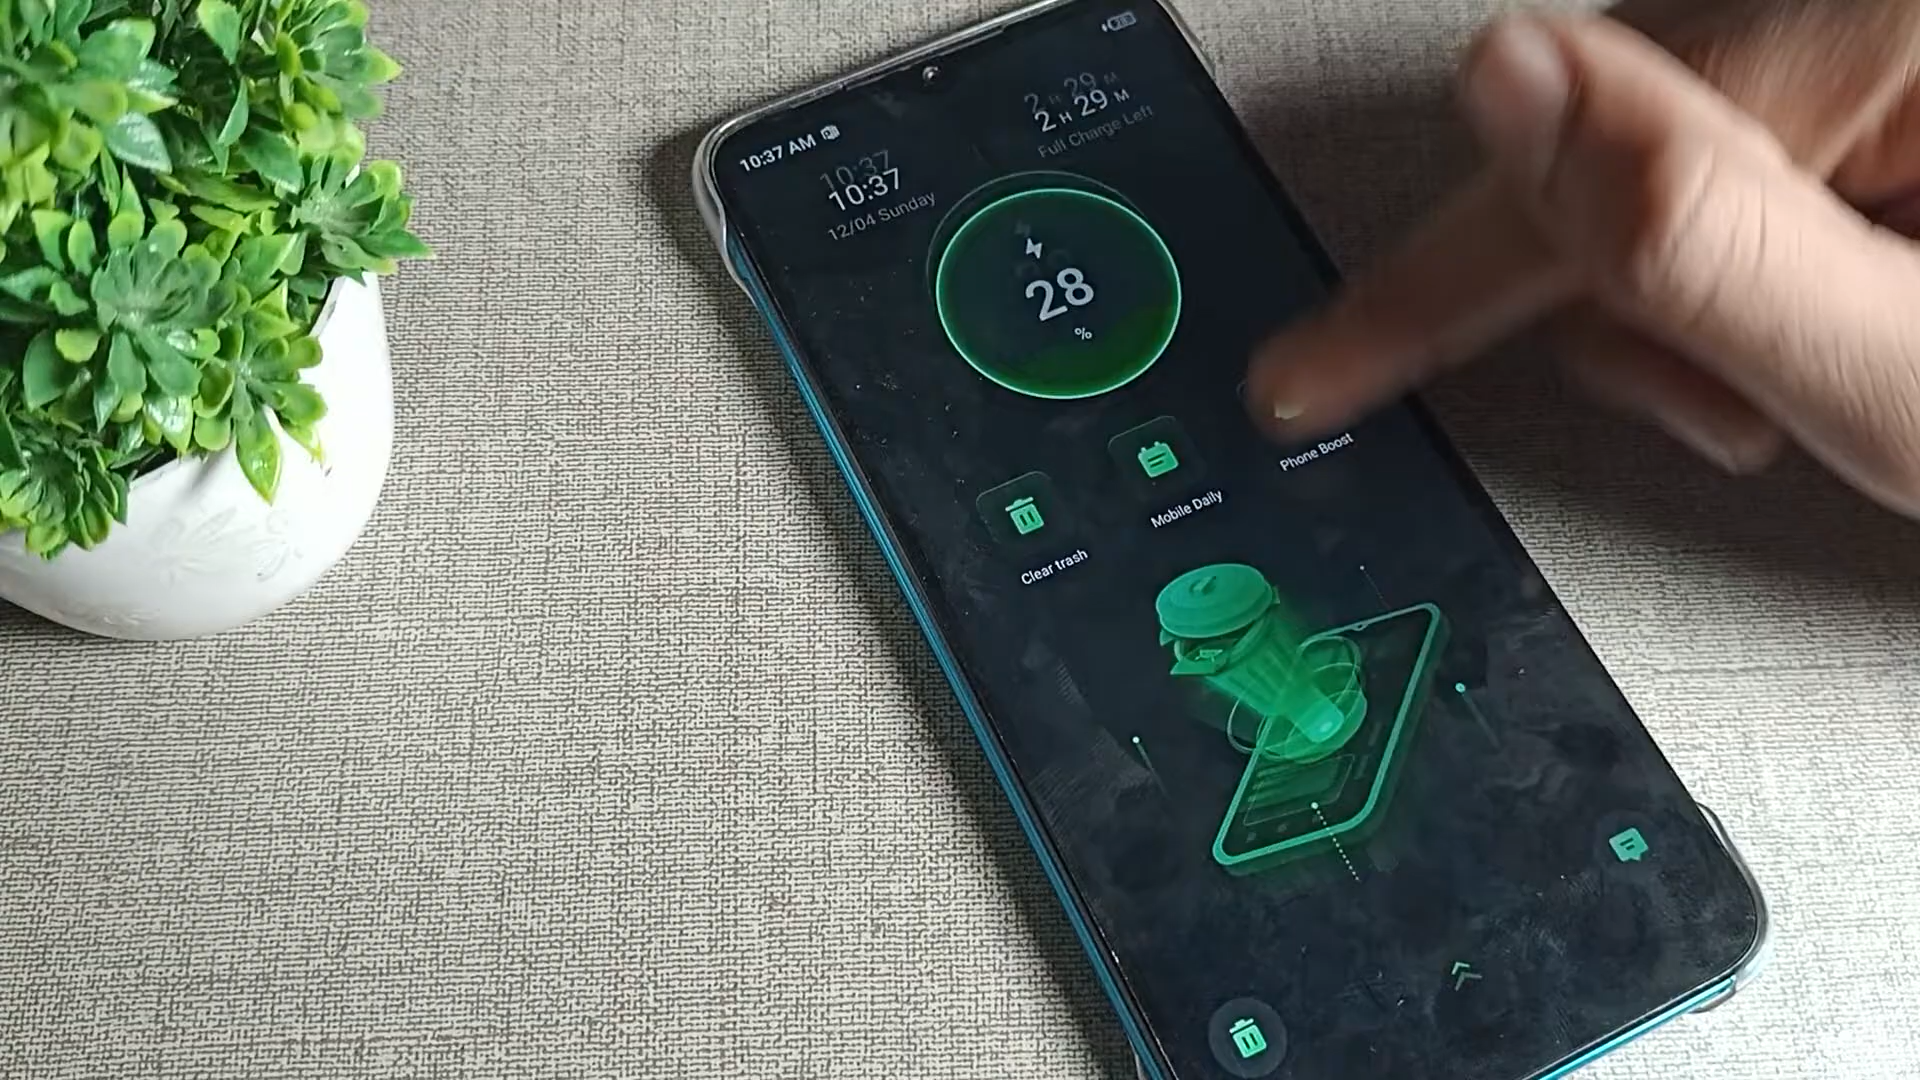 10:37 AM
10:37
12/04 Sunday
2 H 29 M
Full Charge Left
28
%
Clear trash
Mobile Daily
Phone Boost